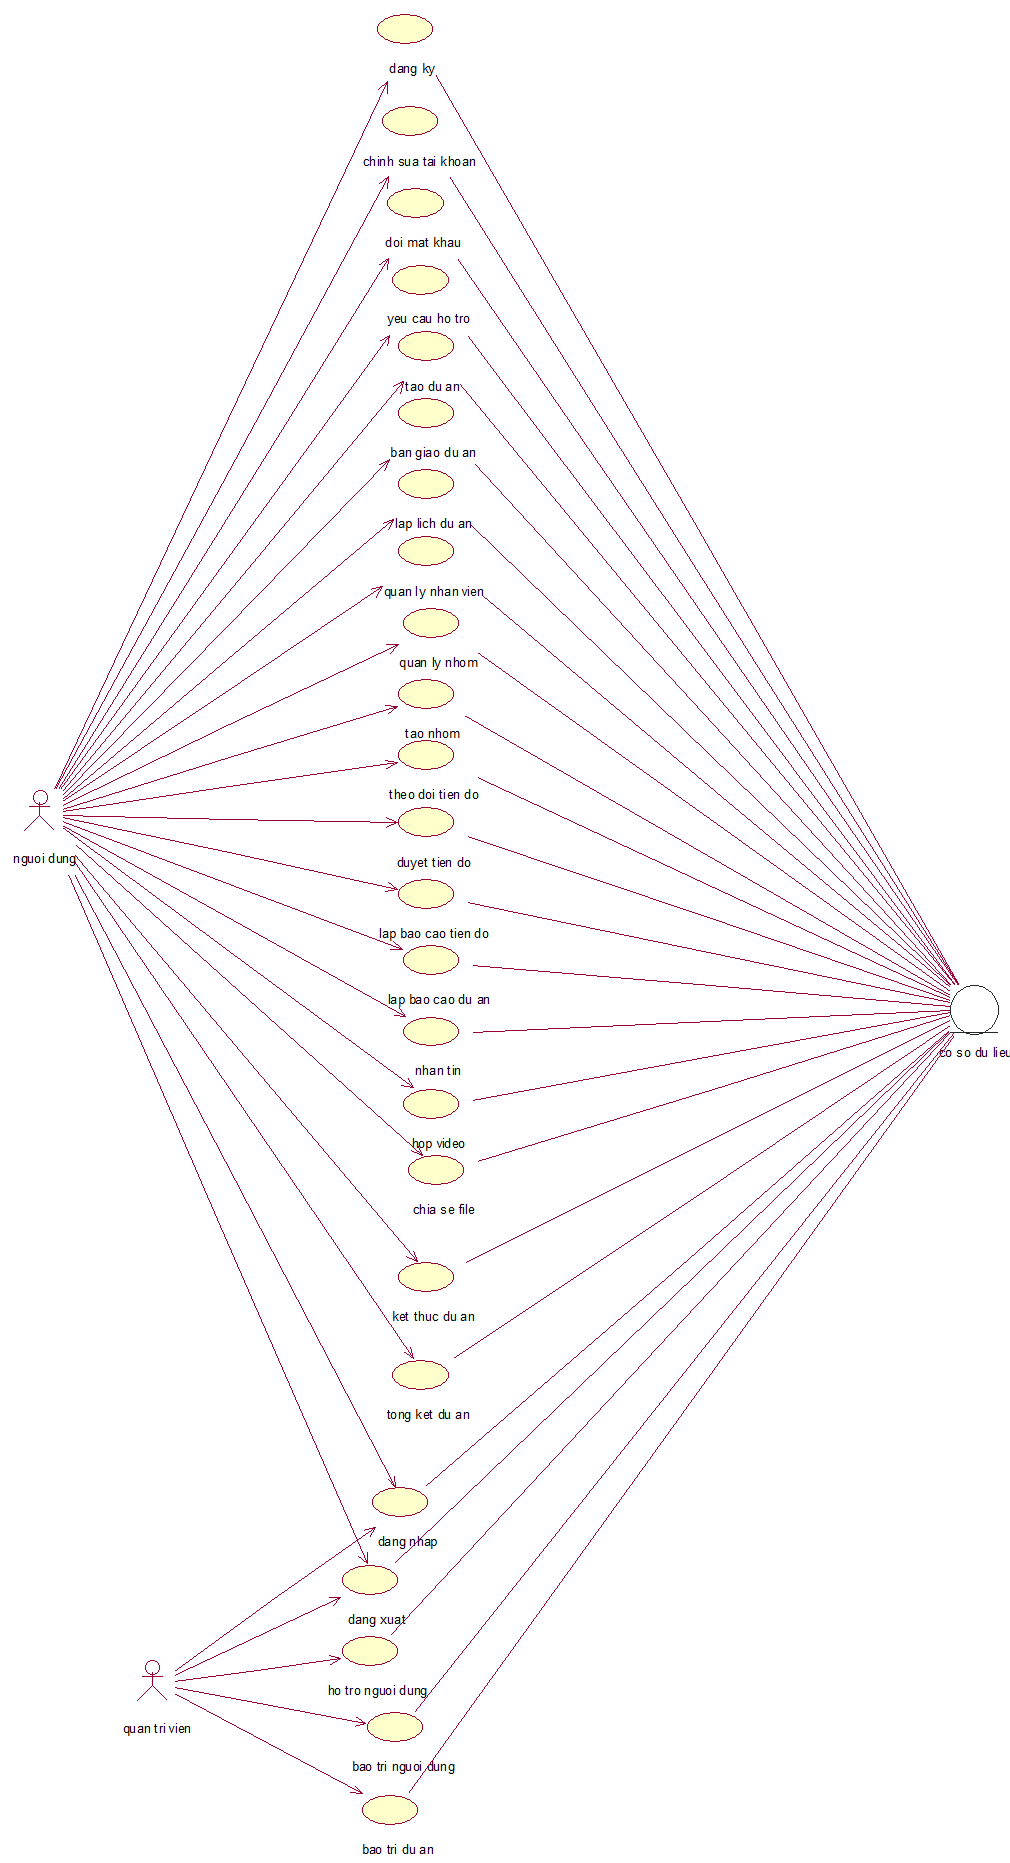 dang ky
chinh sua tai khoan
doi mat khau
yeu cau ho tro
tao du an
ban giao du an
lap lich du an
quan ly nhan vien
quan ly nhom
tao nhom
theo doi tien do
nguoi dung
duyet tien do
lap bao cao tien do
lap bao cao du an
co so du lieu
nhan tin
hop video
chia se file
ket thuc du an
tong ket du an
dang nhap
dang xuat
ho tro nguoi dung
quan tri vien
bao tri nguoi dung
bao tri du an